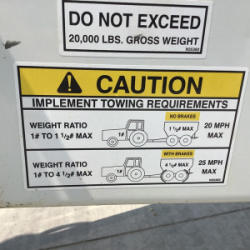 DO NOT EXCEED
20,000 LBS. GROSS WEIGHT
CAUTION
IMPLEMENT TOWING REQUIREMENTS
NO BRAKES
WEIGHT RATIO
1# TO 1 1/2# MAX
1#
1 1/2# MAX
20 MPH
MAX
WITH BRAKES
WEIGHT RATIO
1# TO 4 1/2# MAX
1#
4 1/2# MAX
25 MPH
MAX